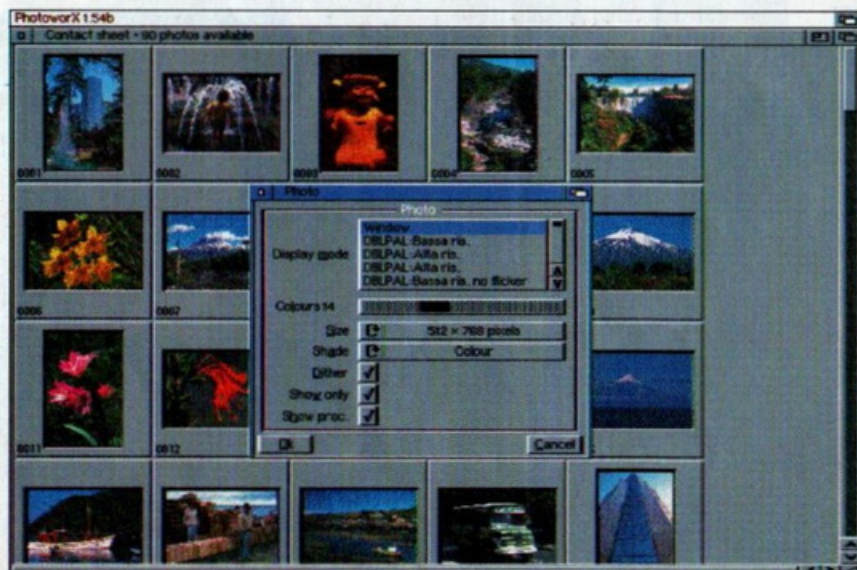 PhotoworX 1.54b
Contact sheet - 90 photos available
0001 0002 0003 0004 0005
Photo
Photo
Display mode
Window
DBLPAL:Bassa ris.
DBLPAL:Alta ris.
DBLPAL:Alta ris.
DBLPAL:Bassa ris. no flicker
0006 0007
Colours 14
Size 512 × 768 pixels
Shade Colour
Dither
Show only
Show proc.
Ok Cancel
0011 0012